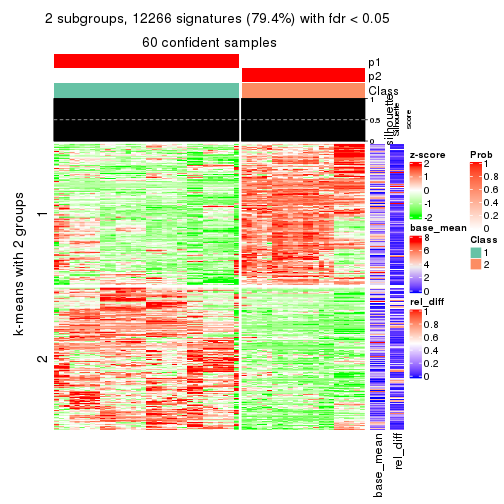 2 subgroups, 12266 signatures (79.4%) with fdr < 0.05
60 confident samples
p1
p2
Class
1
0.5
0
silhouette
Silhouette
score
k-means with 2 groups
1
2
base_mean
rel_diff
z-score
2
1
0
-1
-2
base_mean
8
6
4
2
0
rel_diff
1
0.8
0.6
0.4
0.2
0
Prob
1
0.8
0.6
0.4
0.2
0
Class
1
2